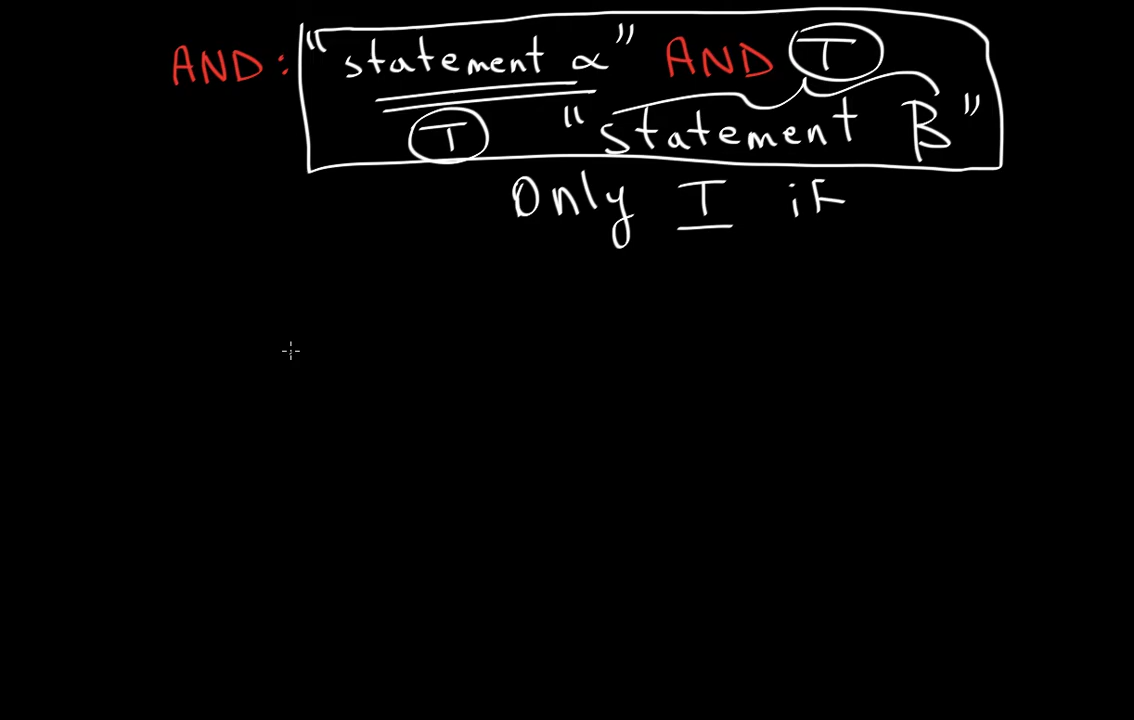 AND: "statement ∝" AND T
T "statement β"
Only T if